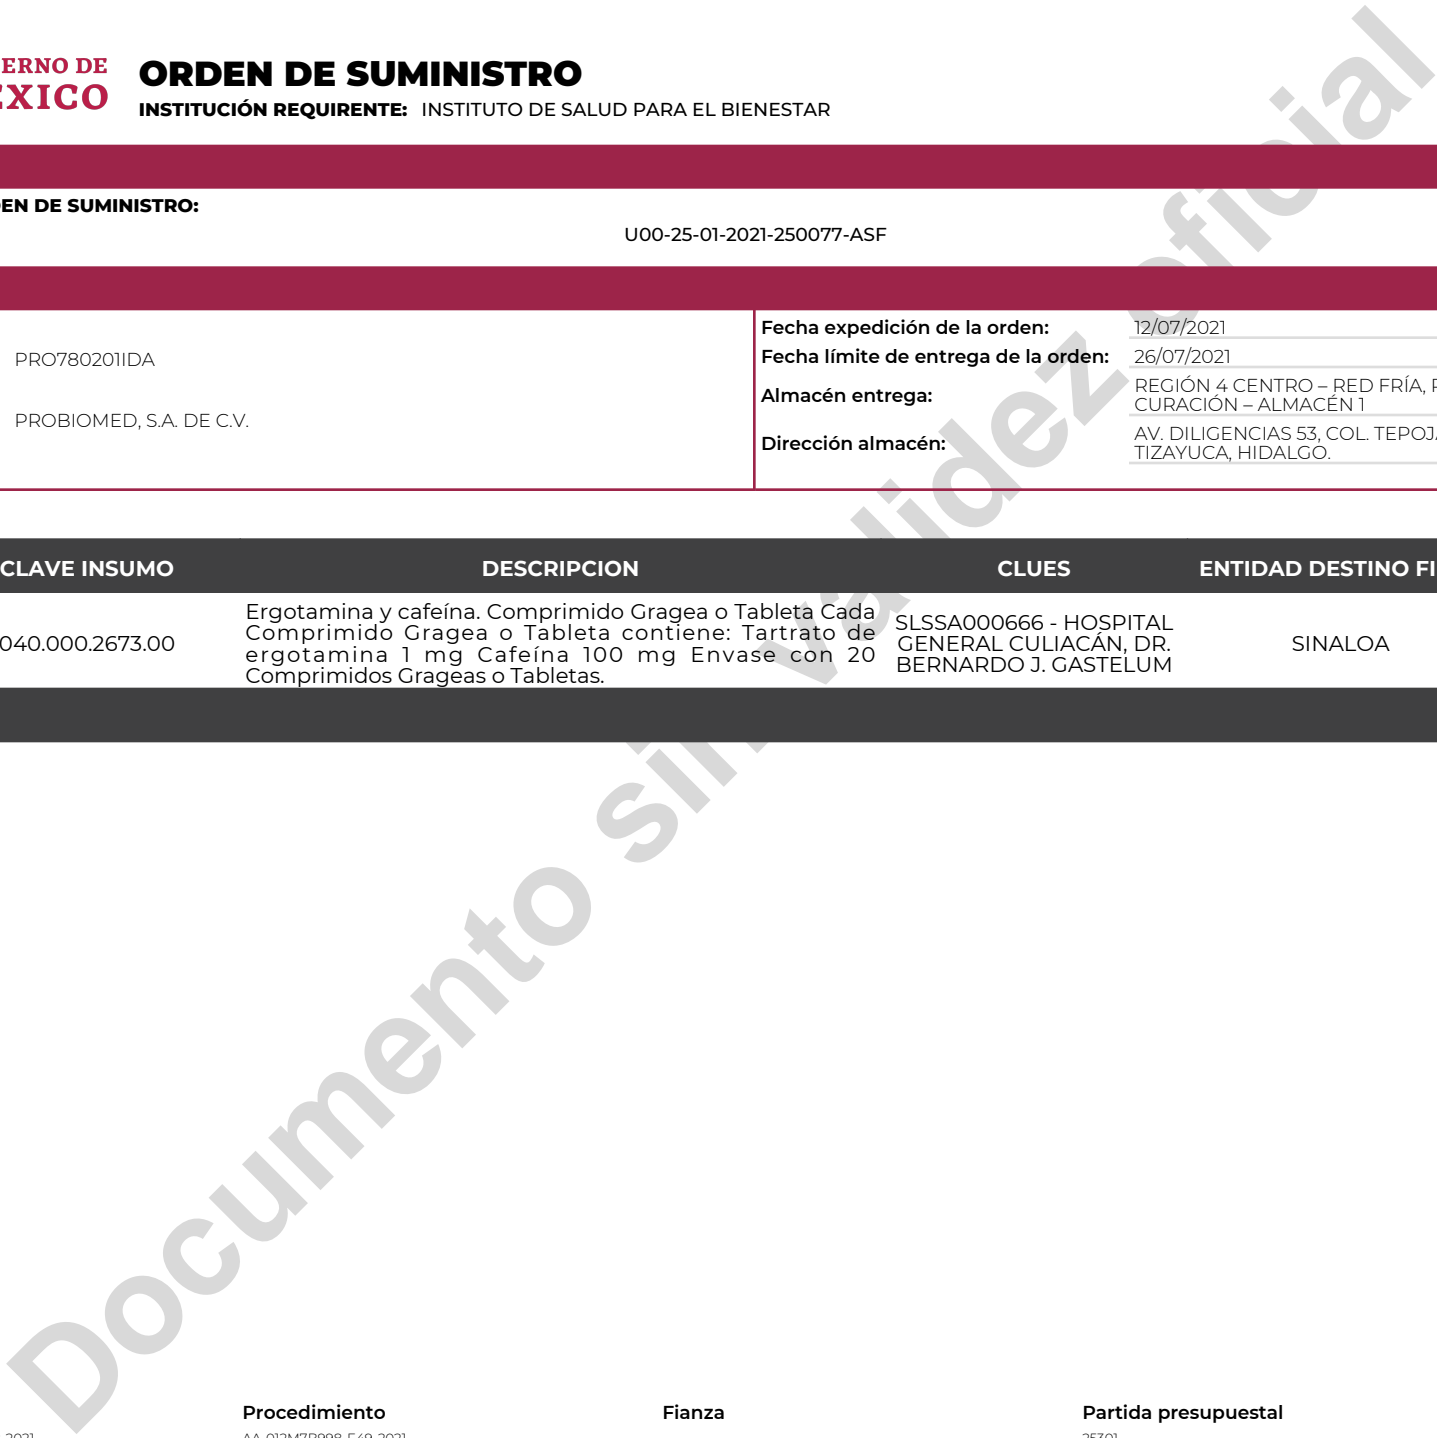 ERNO DE
ORDEN DE SUMINISTRO
EXICO
INSTITUCIÓN REQUIRENTE: INSTITUTO DE SALUD PARA EL BIENESTAR
EN DE SUMINISTRO:
U00-25-01-2021-250077-ASF
PRO780201IDA
PROBIOMED, S.A. DE C.V.
Fecha expedición de la orden: 12/07/2021
Fecha límite de entrega de la orden: 26/07/2021
Almacén entrega: REGIÓN 4 CENTRO – RED FRÍA,
CURACIÓN – ALMACÉN 1
Dirección almacén: AV. DILIGENCIAS 53, COL. TEPOJ
TIZAYUCA, HIDALGO.
CLAVE INSUMO DESCRIPCION CLUES ENTIDAD DESTINO FI
040.000.2673.00
Ergotamina y cafeína. Comprimido Gragea o Tableta Cada
Comprimido Gragea o Tableta contiene: Tartrato de
ergotamina 1 mg Cafeína 100 mg Envase con 20
Comprimidos Grageas o Tabletas.
SLSSA000666 - HOSPITAL
GENERAL CULIACÁN, DR.
BERNARDO J. GASTELUM
SINALOA
Documento sin validez oficial
Procedimiento Fianza Partida presupuestal